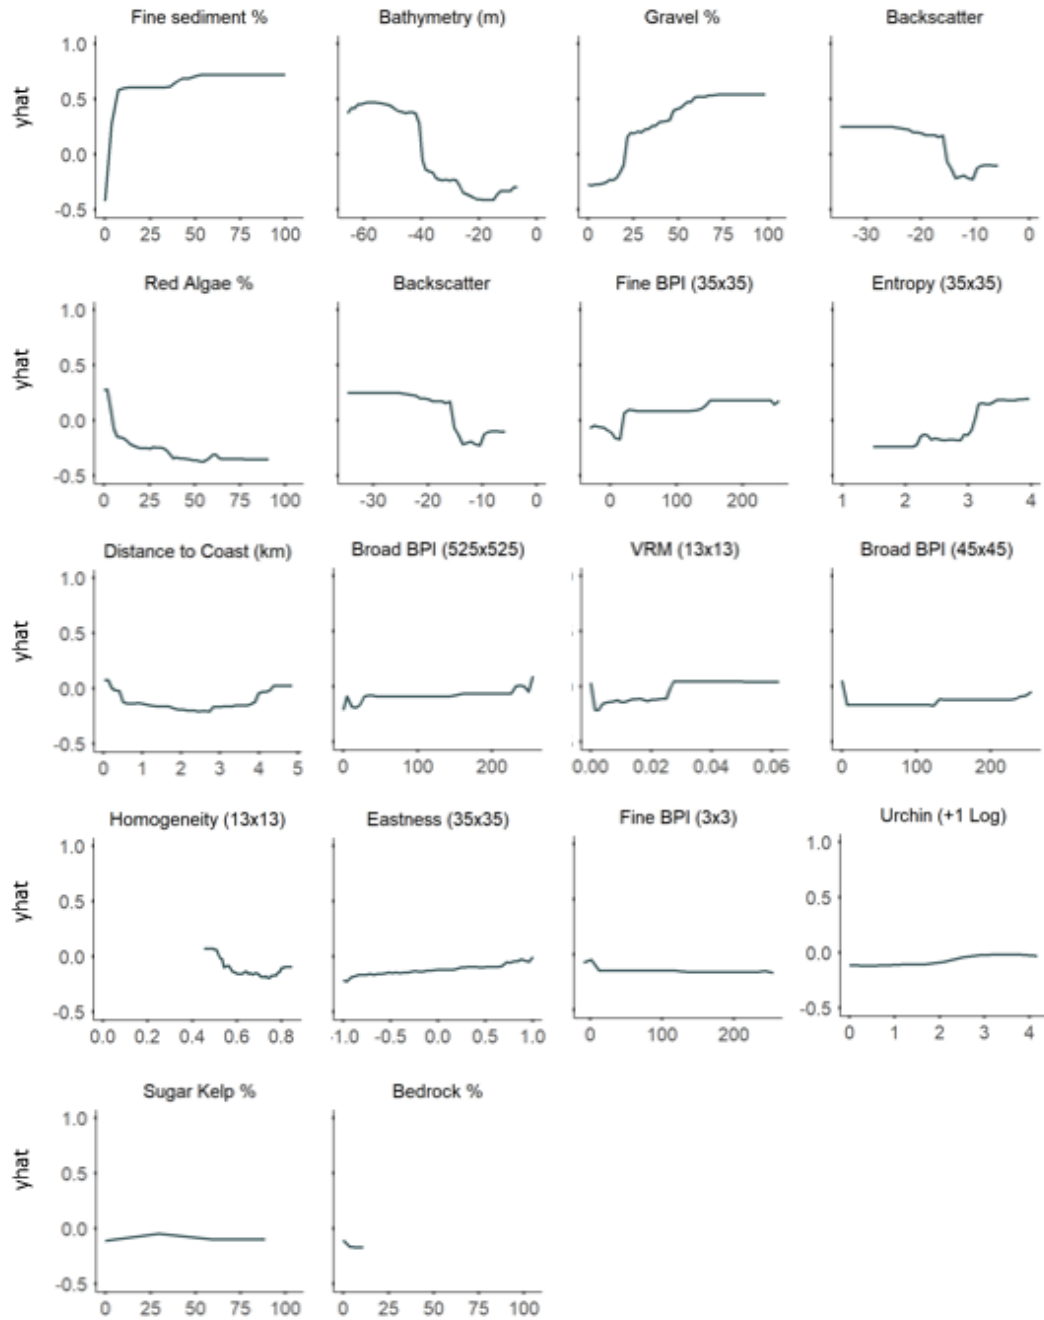 Fine sediment % Bathymetry (m) Gravel % Backscatter
1.0
0.5
yhat
0.0
-0.5
0 25 50 75 100 -60 -40 -20 0 0 25 50 75 100 -30 -20 -10 0
Red Algae % Backscatter Fine BPI (35x35) Entropy (35x35)
1.0
0.5
yhat
0.0
-0.5
0 25 50 75 100 -30 -20 -10 0 0 100 200 1 2 3 4
Distance to Coast (km) Broad BPI (525x525) VRM (13x13) Broad BPI (45x45)
1.0
0.5
yhat
0.0
-0.5
0 1 2 3 4 5 0 100 200 0.00 0.02 0.04 0.06 0 100 200
Homogeneity (13x13) Eastness (35x35) Fine BPI (3x3) Urchin (+1 Log)
1.0 1.0
0.5 0.5
yhat
0.0 0.0
-0.5 -0.5
0.0 0.2 0.4 0.6 0.8 1.0 0.5 0.0 0.5 1.0 0 100 200 0 1 2 3 4
Sugar Kelp % Bedrock %
1.0
0.5
yhat
0.0
-0.5
0 25 50 75 100 0 25 50 75 100